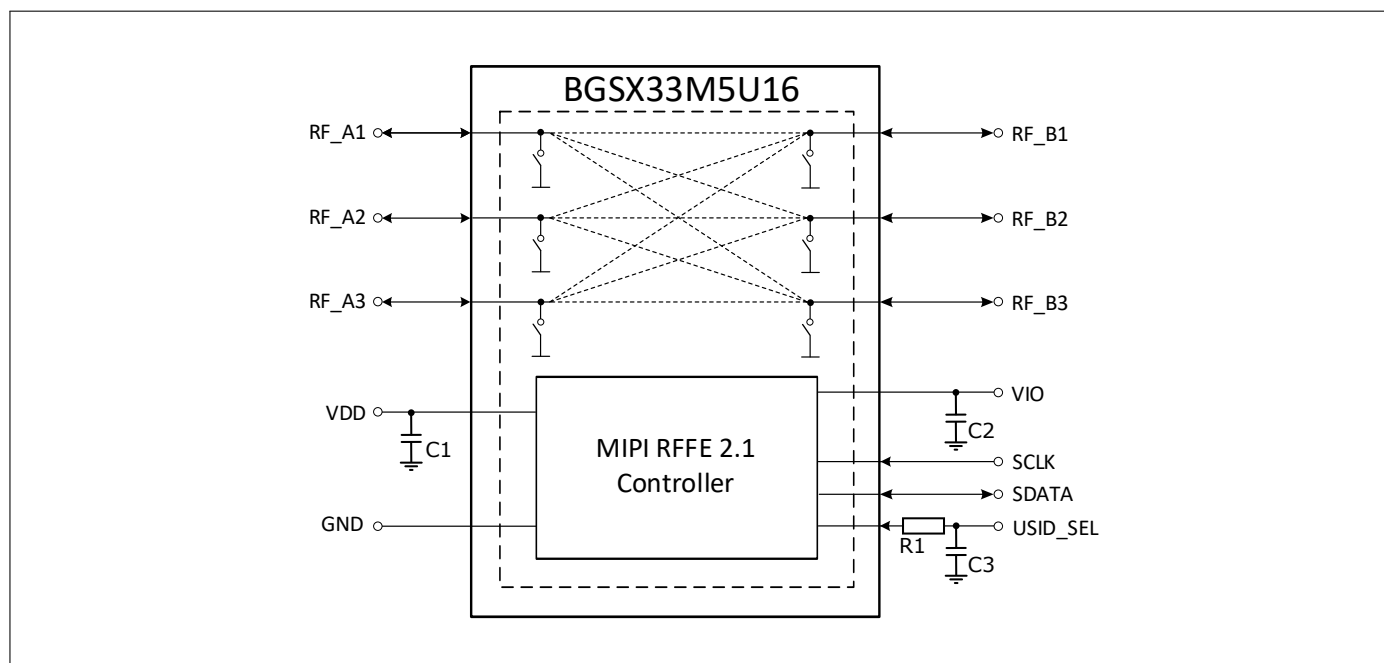 BGSX33M5U16
RF_A1
RF_B1
RF_A2
RF_B2
RF_A3
RF_B3
VDD
C1
VIO
C2
MIPI RFFE 2.1
Controller
SCLK
SDATA
GND
R1
USID_SEL
C3